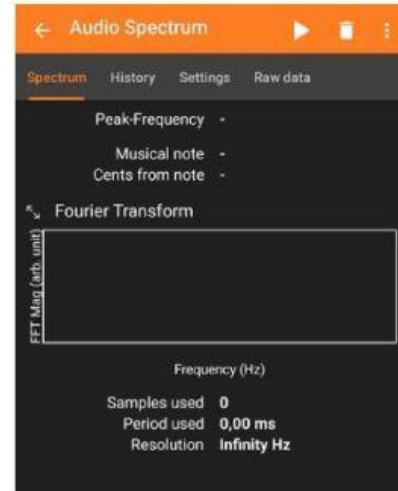 Audio Spectrum
Spectrum History Settings Raw data
Peak-Frequency -
Musical note -
Cents from note -
Fourier Transform
FFT Mag (arb. unit)
Frequency (Hz)
Samples used 0
Period used 0,00 ms
Resolution Infinity Hz